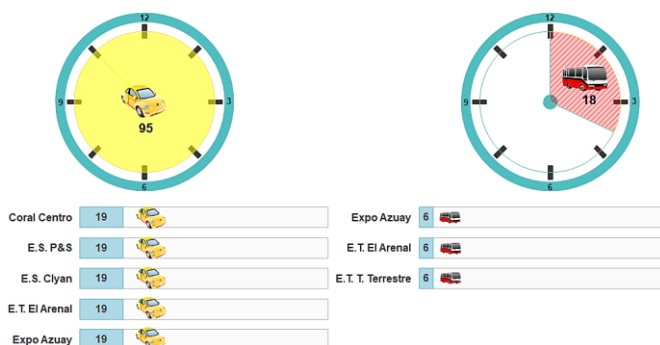 12
9
3
6
95
12
9
3
6
18
Coral Centro 19
E.S. P&S 19
E.S. Clyan 19
E.T. El Arenal 19
Expo Azuay 19
Expo Azuay 6
E.T. El Arenal 6
E.T. T. Terrestre 6